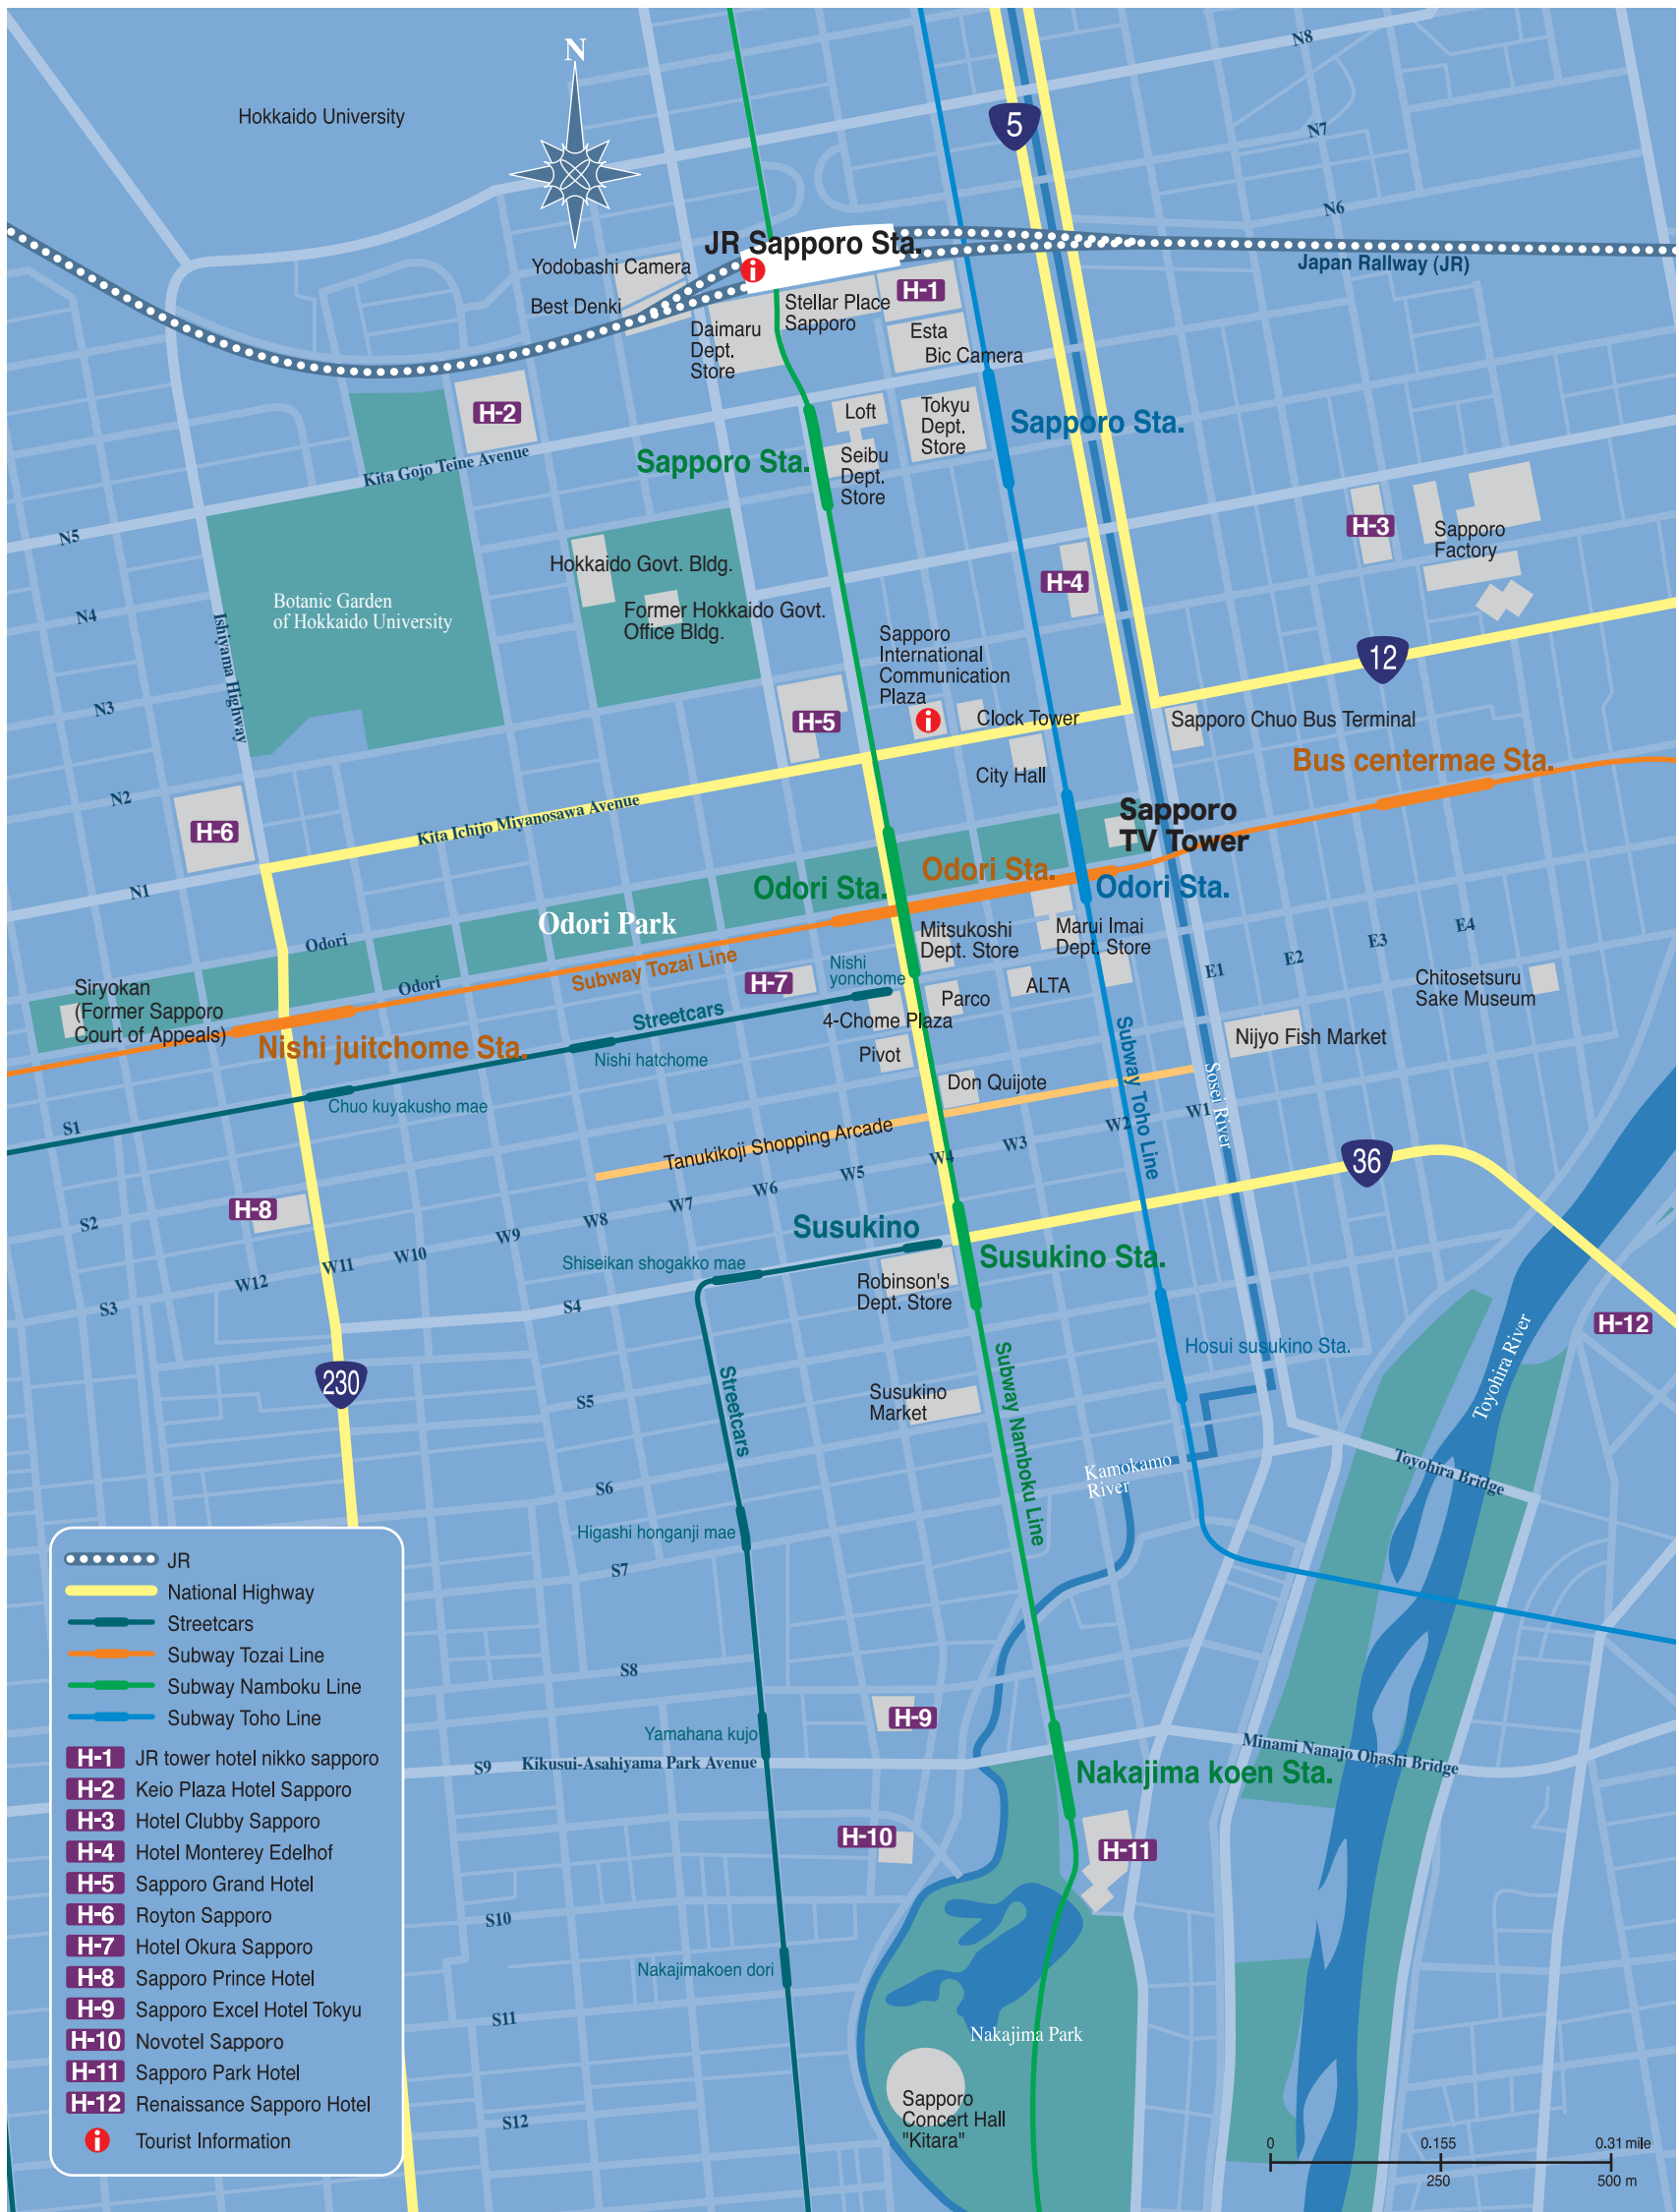 N
N8
Hokkaido University
5
N7
N6
JR Sapporo Sta.
Yodobashi Camera
Japan Rallway (JR)
H-1
Best Denki
Stellar Place
Sapporo
Daimaru
Dept.
Store
Esta
Bic Camera
H-2
Loft
Tokyu
Dept.
Store
Sapporo Sta.
Kita Gojo Teine Avenue
Sapporo Sta.
Seibu
Dept.
Store
N5
H-3
Sapporo
Factory
Hokkaido Govt. Bldg.
H-4
Botanic Garden
of Hokkaido University
N4
Former Hokkaido Govt.
Office Bldg.
Ishiyama Highway
Sapporo
International
Communication
Plaza
12
N3
H-5
Clock Tower
Sapporo Chuo Bus Terminal
Bus centermae Sta.
City Hall
N2
Kita Ichijo Miyanosawa Avenue
Sapporo
TV Tower
H-6
Odori Sta.
Odori Sta.
Odori Sta.
N1
Odori Park
Odori
Mitsukoshi
Dept. Store
Marui Imai
Dept. Store
E4
E3
E2
E1
Subway Tozai Line
Nishi
yonchome
H-7
Odori
Siryokan
(Former Sapporo
Court of Appeals)
ALTA
Chitosetsuru
Sake Museum
Parco
Streetcars
4-Chome Plaza
Nishi juitchome Sta.
Nishi hatchome
Pivot
Nijyo Fish Market
Don Quijote
Subway Toho Line
Sosei River
Chuo kuyakusho mae
S1
Tanukikoji Shopping Arcade
W1
W2
W3
W4
W5
W6
W7
W8
W9
W10
W11
W12
36
H-8
S2
Susukino
Susukino Sta.
Shiseikan shogakko mae
Robinson's
Dept. Store
S3
S4
H-12
Toyohira River
Hosui susukino Sta.
230
Streetcars
Susukino
Market
S5
Subway Namboku Line
Kamokamo
River
Toyohira Bridge
S6
Higashi honganji mae
S7
S8
H-9
Yamahana kujo
S9
Kikusui-Asahiyama Park Avenue
Minami Nanajo Ohashi Bridge
Nakajima koen Sta.
H-10
H-11
S10
Nakajimakoen dori
S11
Nakajima Park
Sapporo
Concert Hall
"Kitara"
S12
JR
National Highway
Streetcars
Subway Tozai Line
Subway Namboku Line
Subway Toho Line
H-1 JR tower hotel nikko sapporo
H-2 Keio Plaza Hotel Sapporo
H-3 Hotel Clubby Sapporo
H-4 Hotel Monterey Edelhof
H-5 Sapporo Grand Hotel
H-6 Royton Sapporo
H-7 Hotel Okura Sapporo
H-8 Sapporo Prince Hotel
H-9 Sapporo Excel Hotel Tokyu
H-10 Novotel Sapporo
H-11 Sapporo Park Hotel
H-12 Renaissance Sapporo Hotel
i Tourist Information
0 0.155 0.31 mile
250 500 m